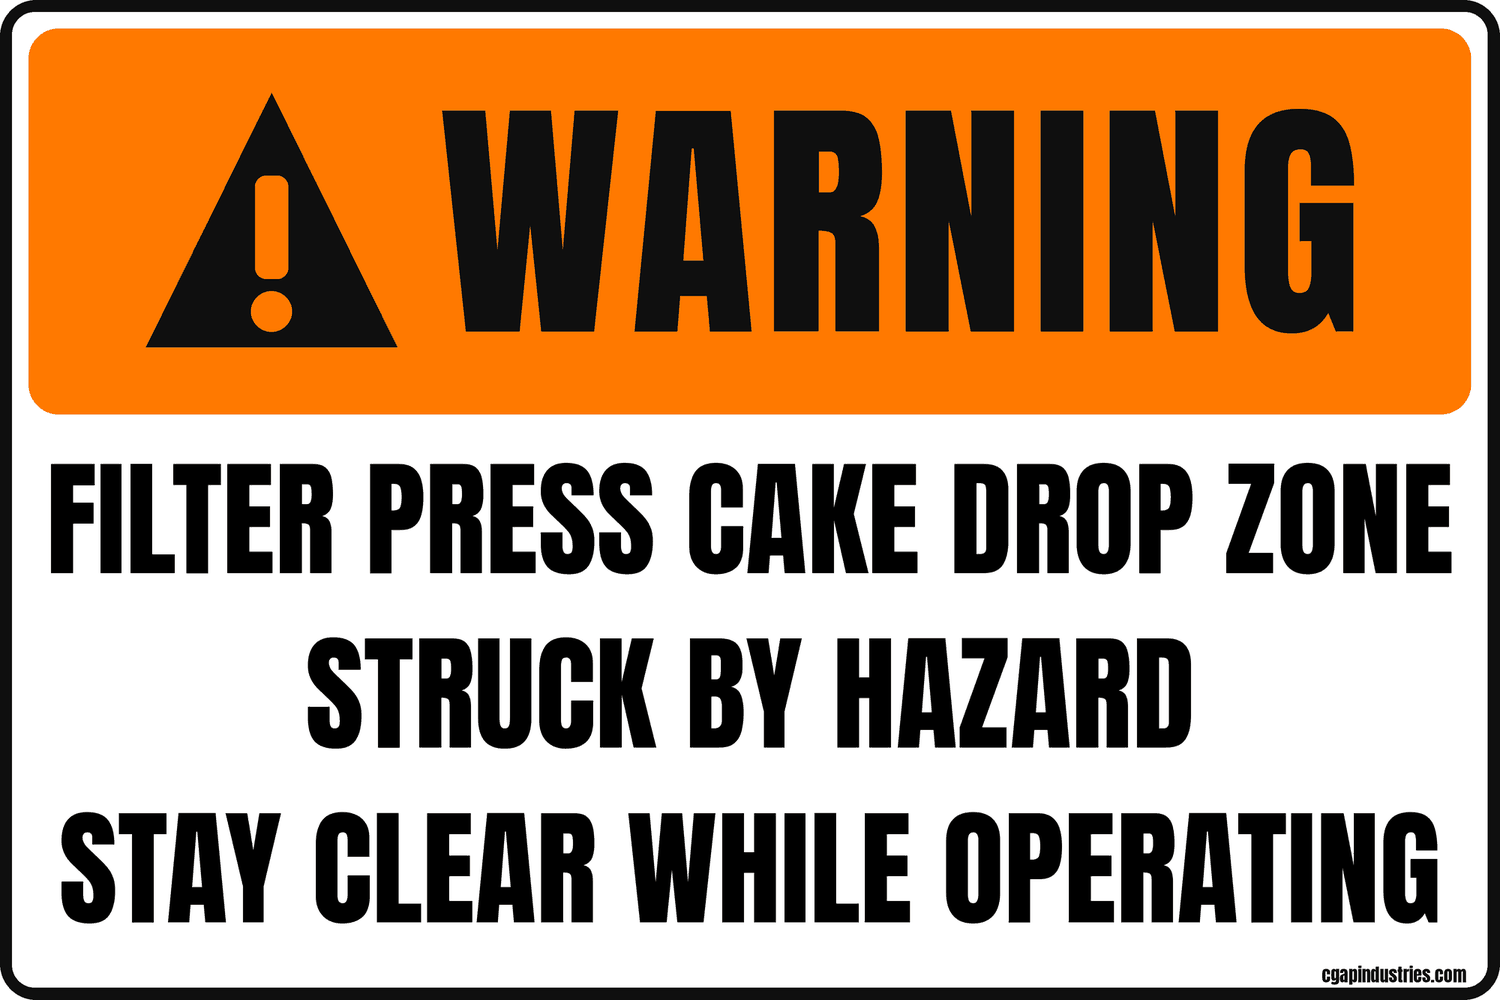 WARNING
FILTER PRESS CAKE DROP ZONE
STRUCK BY HAZARD
STAY CLEAR WHILE OPERATING
cgapindustries.com